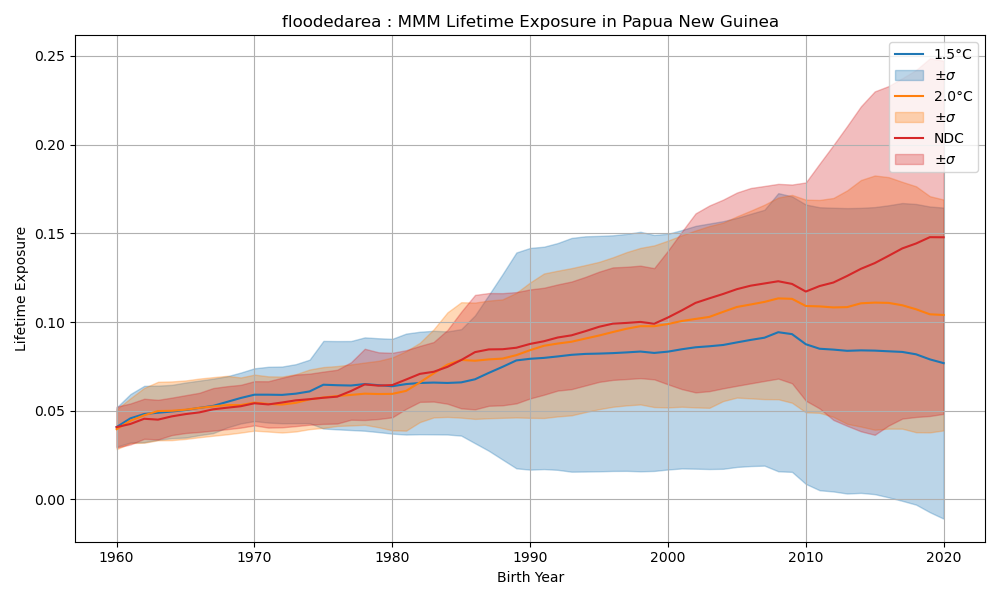 floodedarea : MMM Lifetime Exposure in Papua New Guinea
0.25
0.20
0.15
0.10
0.05
0.00
Lifetime Exposure
1960
1970
1980
1990
2000
2010
2020
Birth Year
1.5°C
±σ
2.0°C
±σ
NDC
±σ